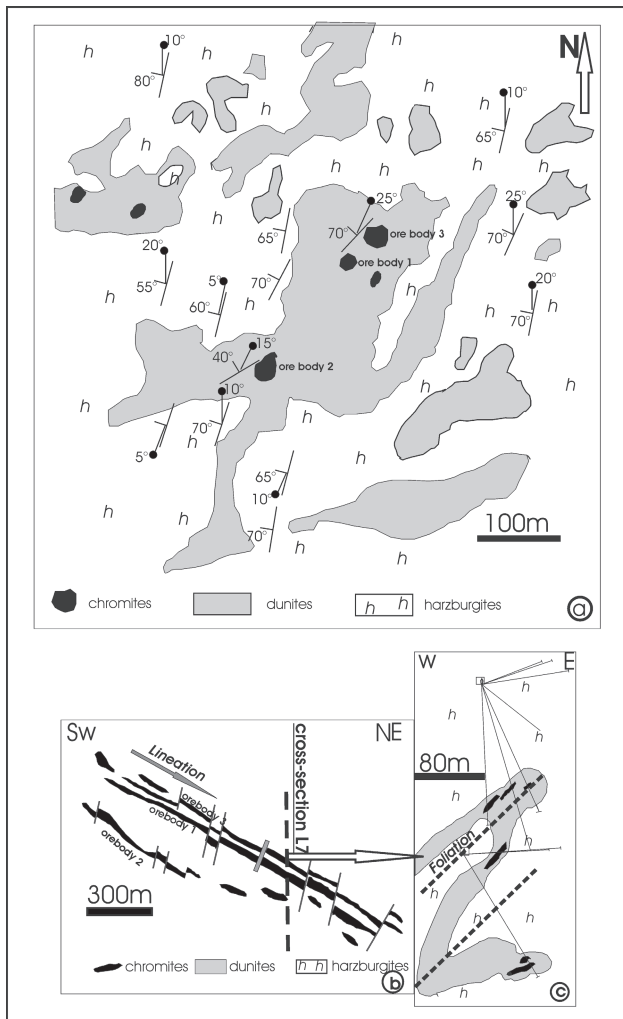 10°
h
h
h
N
80°
h
10°
h
h
65°
h
h
h
h
h
h
h
h
25°
25°
h
70°
65°
ore body 3
70°
20°
ore body 1
5°
70°
h
20°
55°
h
60°
h
h
70°
h
15°
40°
ore body 2
10°
h
h
h
70°
h
5°
65°
h
10°
h
h
70°
h
h
100m
chromites
dunites
h h
harzburgites
a
W
E
h
h
h
80m
Foliation
h
h
h
h
h
c
SW
NE
Lineation
cross-section L7
orebody 1
orebody 2
300m
chromites
dunites
h h
harzburgites
b